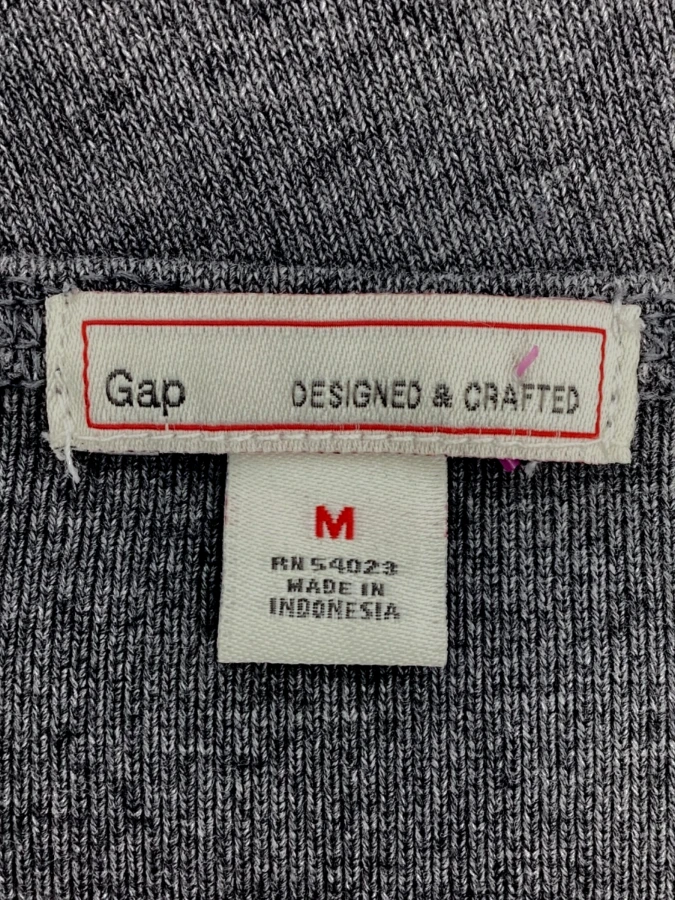 Gap DESIGNED & CRAFTED
M
RN 54023
MADE IN
INDONESIA